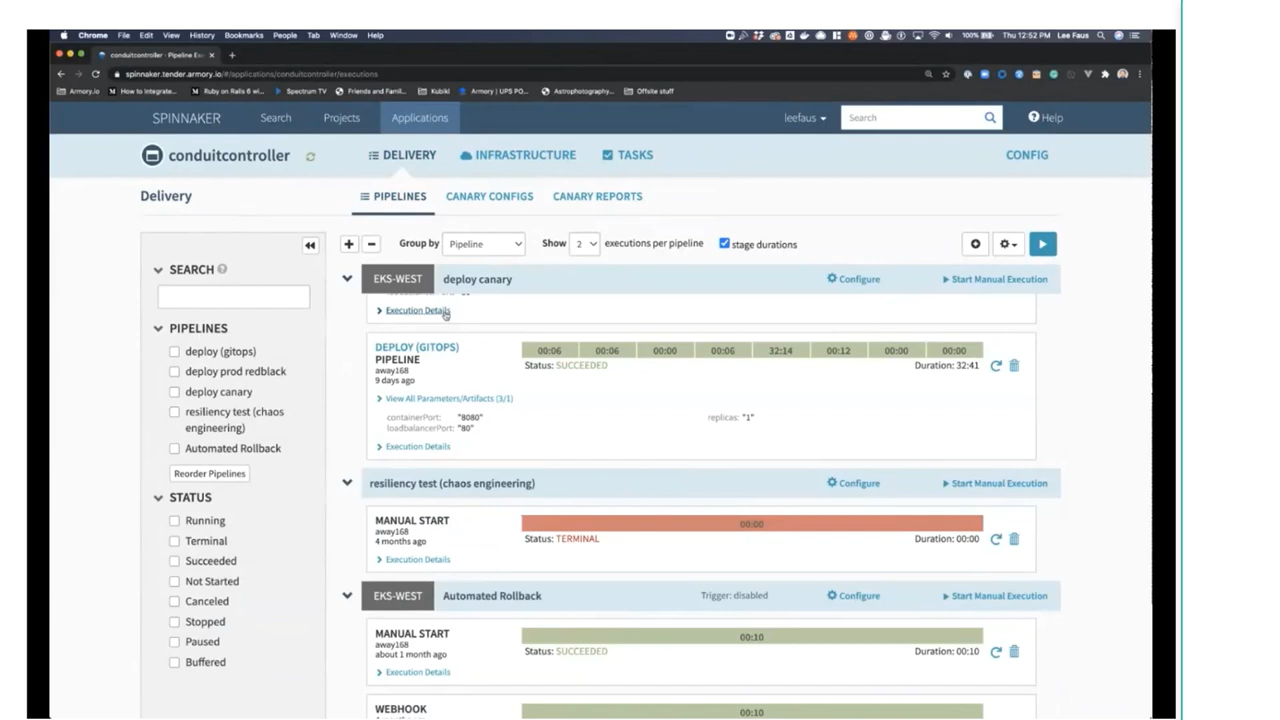 Chrome File Edit View History Bookmarks People Tab Window Help 100% Thu 12:52 PM Lee Faus
conduitcontroller - Pipeline Exe
spinnaker.tender.armory.io/#/applications/conduitcontroller/executions
Armory.io How to Integrate... Ruby on Rails 6 wi... Spectrum TV Friends and Famil... Kubiki Armory | UPS PO... Astrophotography... Offsite stuff
SPINNAKER Search Projects Applications leefaus Search Help
conduitcontroller DELIVERY INFRASTRUCTURE TASKS CONFIG
Delivery PIPELINES CANARY CONFIGS CANARY REPORTS
Group by Pipeline Show 2 executions per pipeline stage durations
SEARCH
PIPELINES
deploy (gitops)
deploy prod redblack
deploy canary
resiliency test (chaos
engineering)
Automated Rollback
Reorder Pipelines
STATUS
Running
Terminal
Succeeded
Not Started
Canceled
Stopped
Paused
Buffered
EKS-WEST deploy canary Configure Start Manual Execution
Execution Details
DEPLOY (GITOPS) 00:06 00:06 00:00 00:06 32:14 00:12 00:00 00:00
PIPELINE Status: SUCCEEDED Duration: 32:41
away168
9 days ago
View All Parameters/Artifacts (3/1)
containerPort: "8080" replicas: "1"
loadbalancerPort: "80"
Execution Details
resiliency test (chaos engineering) Configure Start Manual Execution
MANUAL START 00:00
away168 Status: TERMINAL Duration: 00:00
4 months ago
Execution Details
EKS-WEST Automated Rollback Trigger: disabled Configure Start Manual Execution
MANUAL START 00:10
away168 Status: SUCCEEDED Duration: 00:10
about 1 month ago
Execution Details
WEBHOOK 00:10